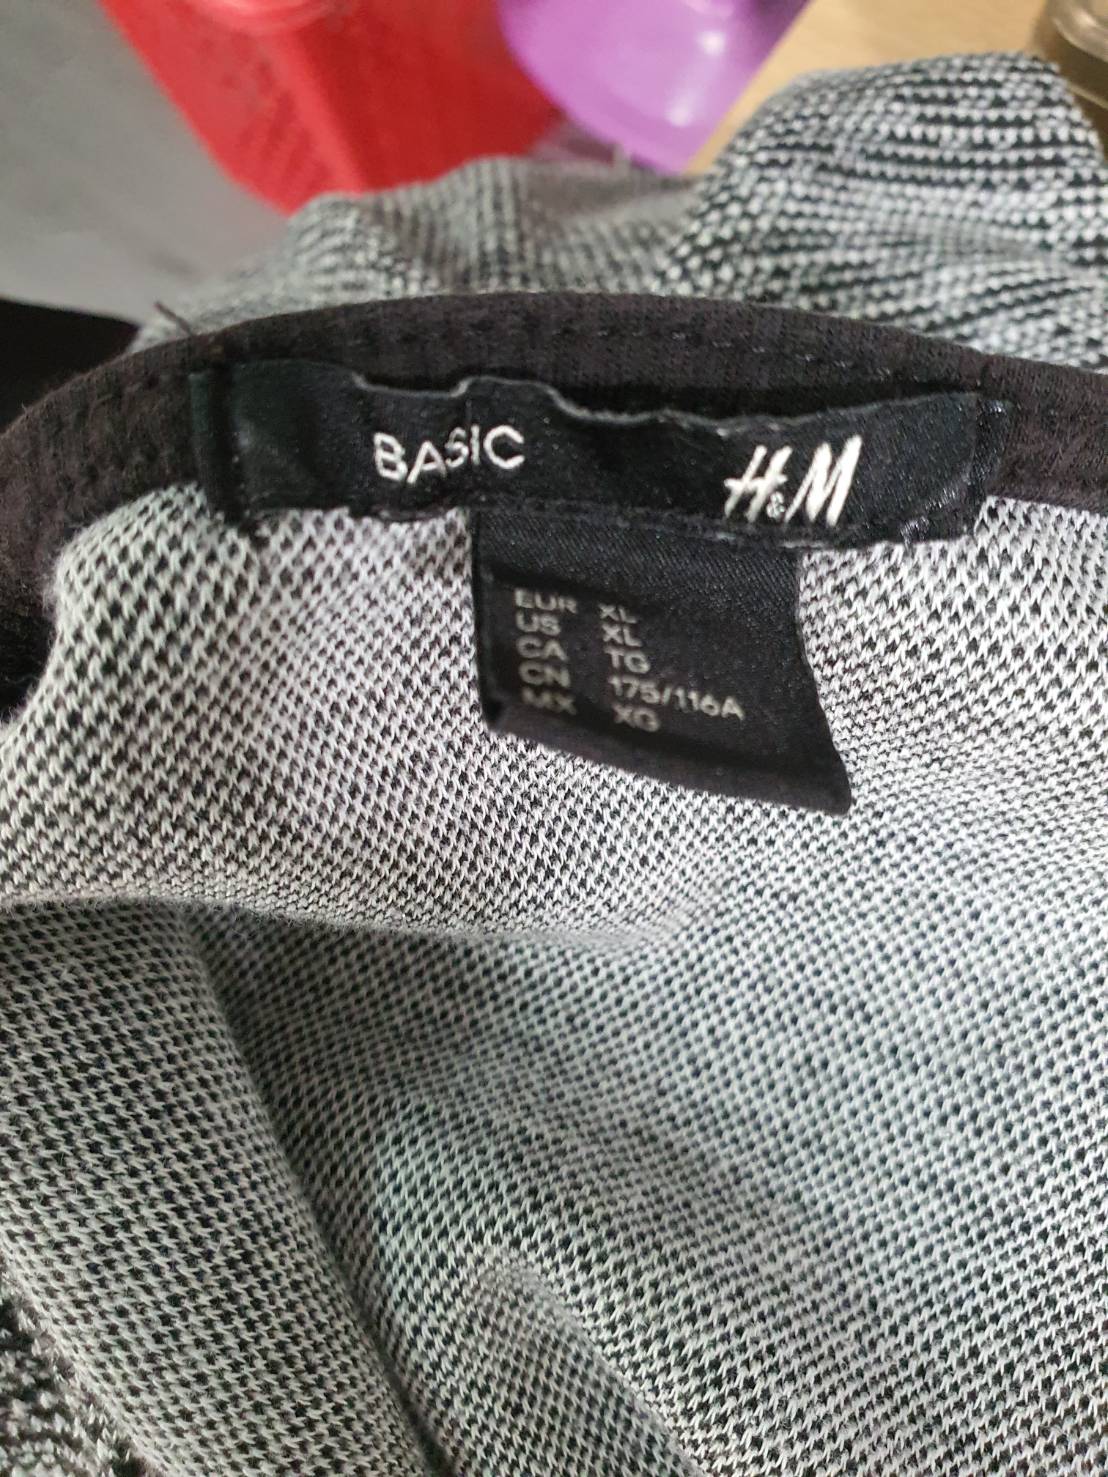 BASIC H&M
EUR XL
US XL
CA TG
CN 175/116A
MX XG